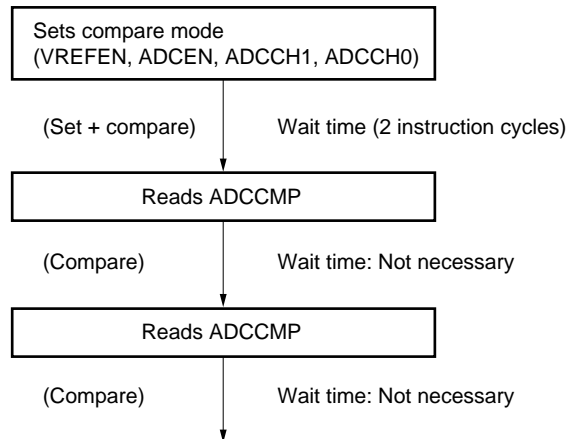 Sets compare mode
(VREFEN, ADCEN, ADCCH1, ADCCH0)
(Set + compare) Wait time (2 instruction cycles)
Reads ADCCMP
(Compare) Wait time: Not necessary
Reads ADCCMP
(Compare) Wait time: Not necessary